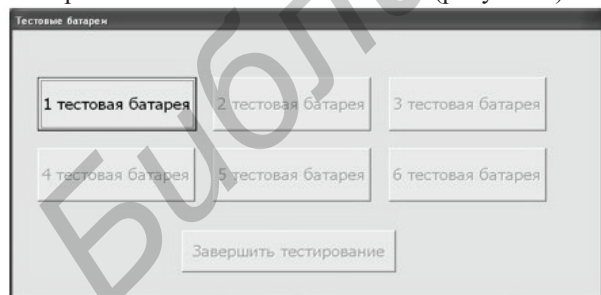 Тестовые батареи
1 тестовая батарея 2 тестовая батарея 3 тестовая батарея
4 тестовая батарея 5 тестовая батарея 6 тестовая батарея
Завершить тестирование